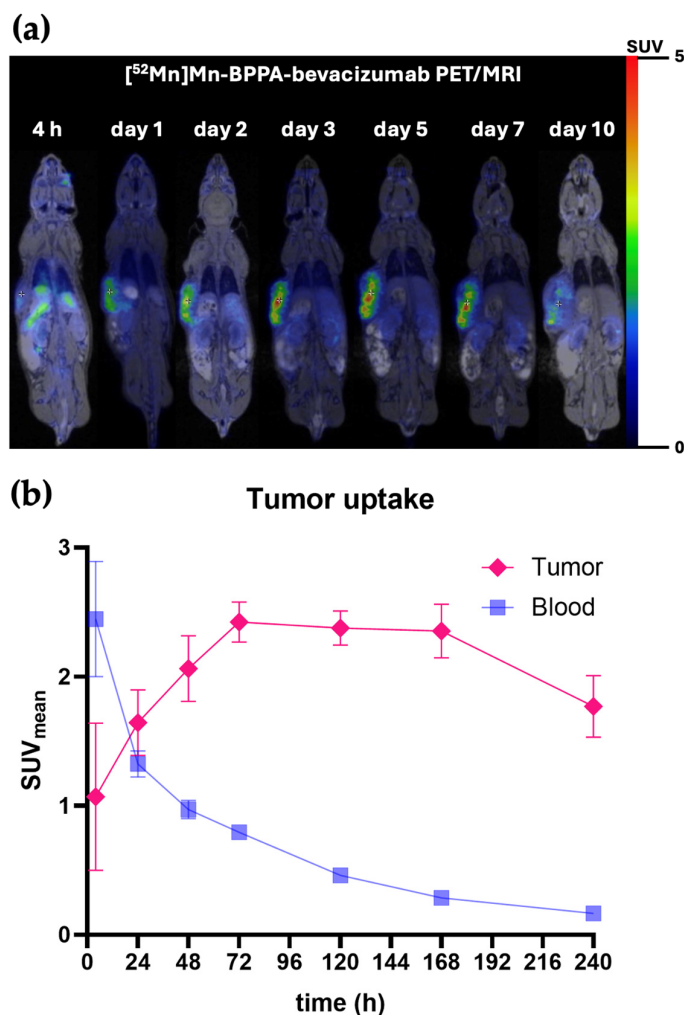 (a)
SUV
5
[⁵²Mn]Mn-BPPA-bevacizumab PET/MRI
4 h day 1 day 2 day 3 day 5 day 7 day 10
0
(b)
Tumor uptake
3
2
1
0
SUVmean
Tumor
Blood
0 24 48 72 96 120 144 168 192 216 240
time (h)